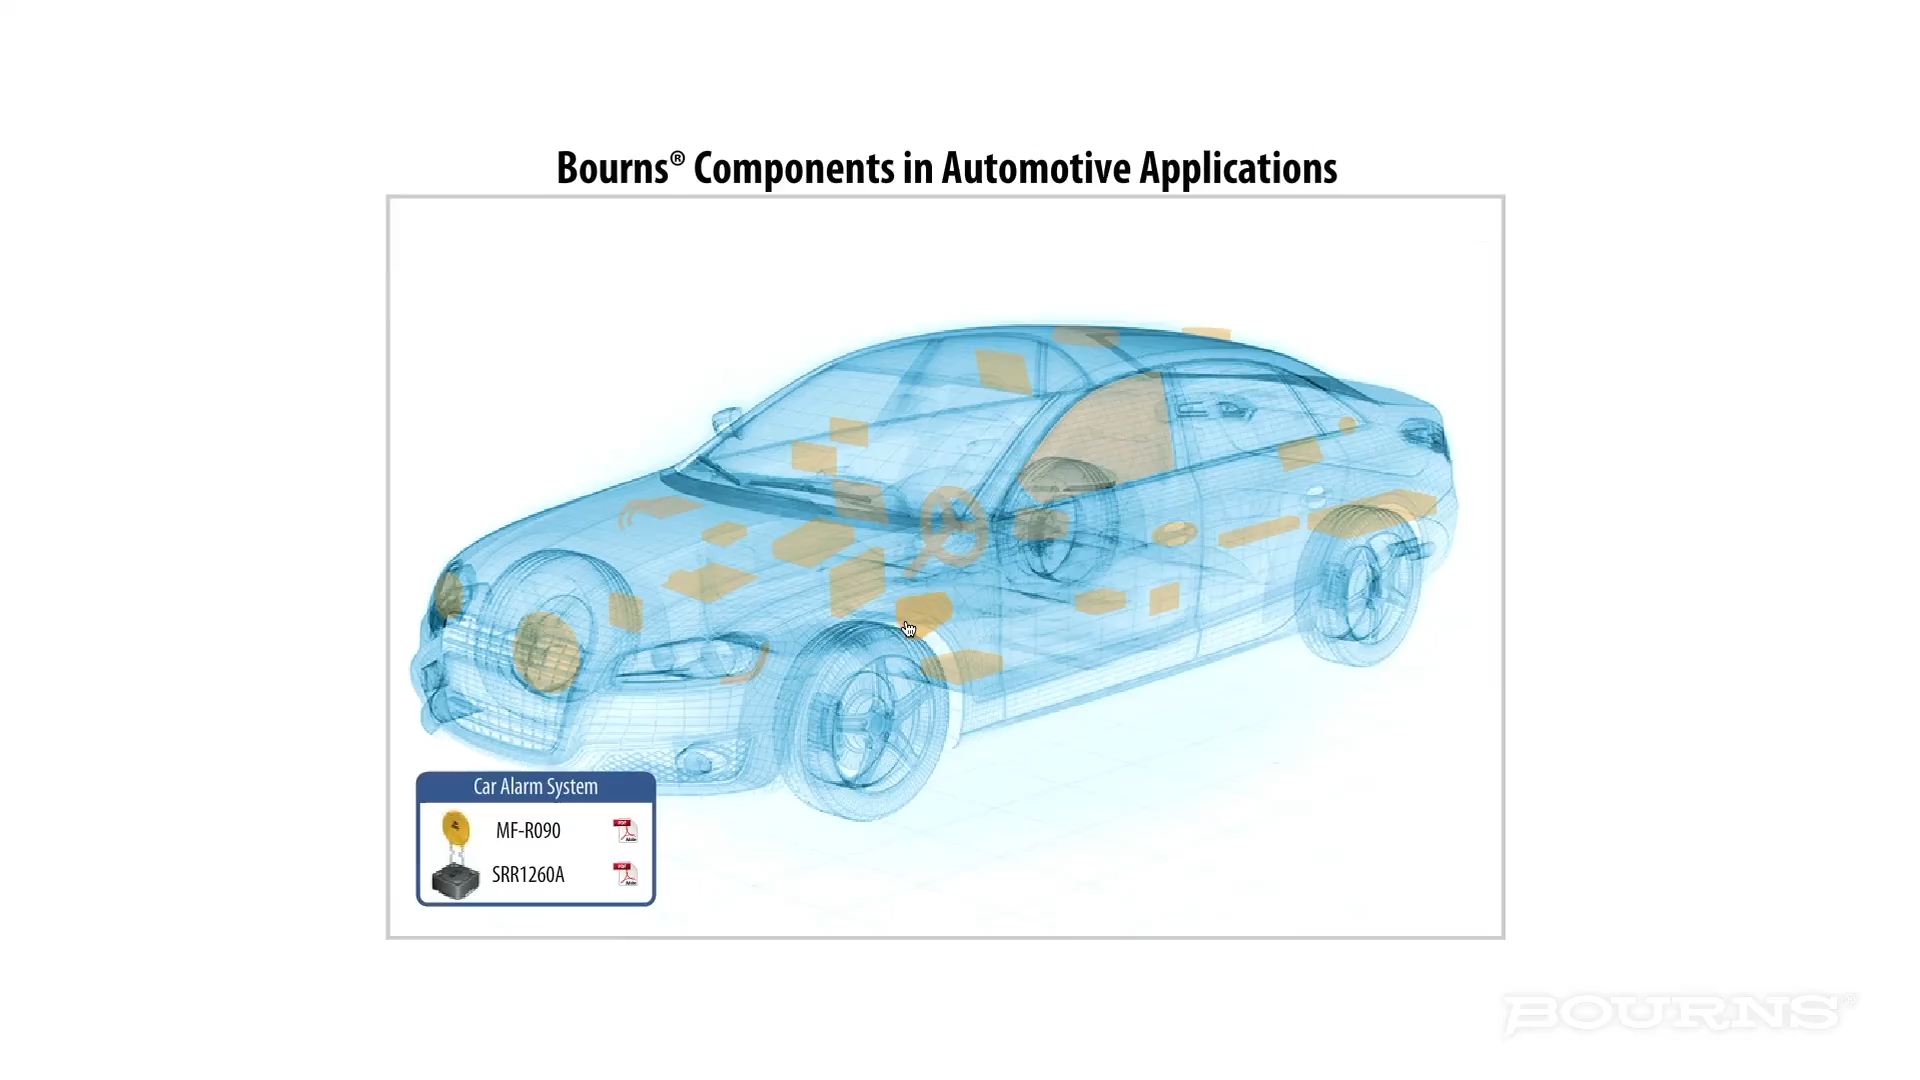 Bourns® Components in Automotive Applications
Car Alarm System
MF-R090
SRR1260A
BOURNS®